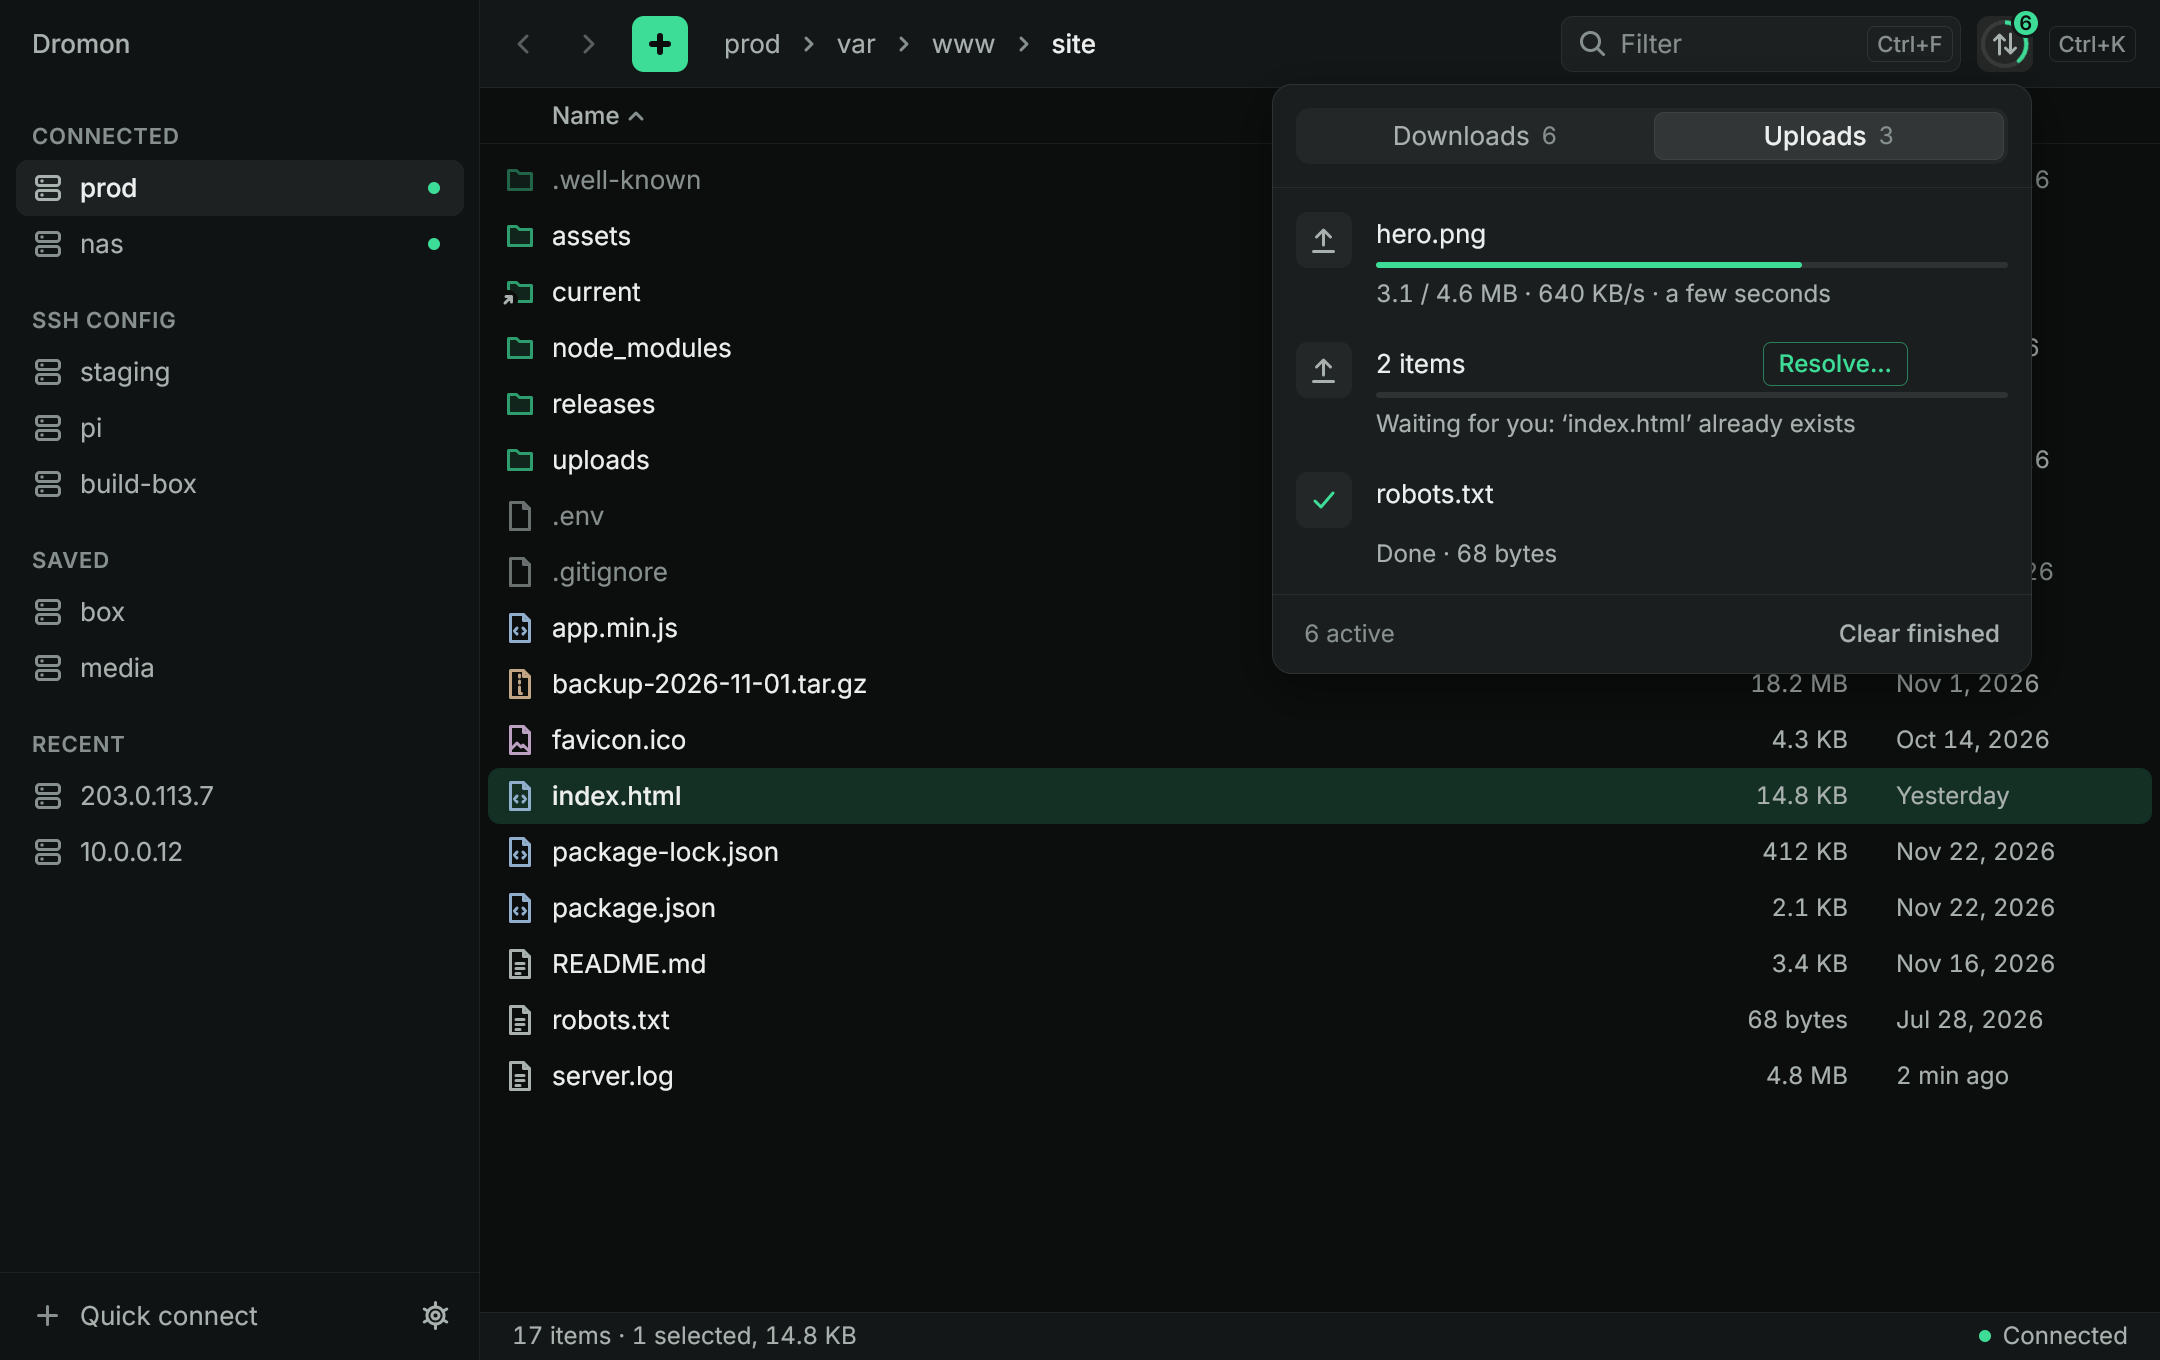 Dromon
CONNECTED
prod
nas
SSH CONFIG
staging
pi
build-box
SAVED
box
media
RECENT
203.0.113.7
10.0.0.12
Quick connect
prod > var > www > site
Filter
Ctrl+F
6
Ctrl+K
Name
.well-known
assets
current
node_modules
releases
uploads
.env
.gitignore
app.min.js
backup-2026-11-01.tar.gz 18.2 MB Nov 1, 2026
favicon.ico 4.3 KB Oct 14, 2026
index.html 14.8 KB Yesterday
package-lock.json 412 KB Nov 22, 2026
package.json 2.1 KB Nov 22, 2026
README.md 3.4 KB Nov 16, 2026
robots.txt 68 bytes Jul 28, 2026
server.log 4.8 MB 2 min ago
Downloads 6
Uploads 3
hero.png
3.1 / 4.6 MB · 640 KB/s · a few seconds
2 items
Resolve…
Waiting for you: ‘index.html’ already exists
robots.txt
Done · 68 bytes
6 active
Clear finished
17 items · 1 selected, 14.8 KB
Connected